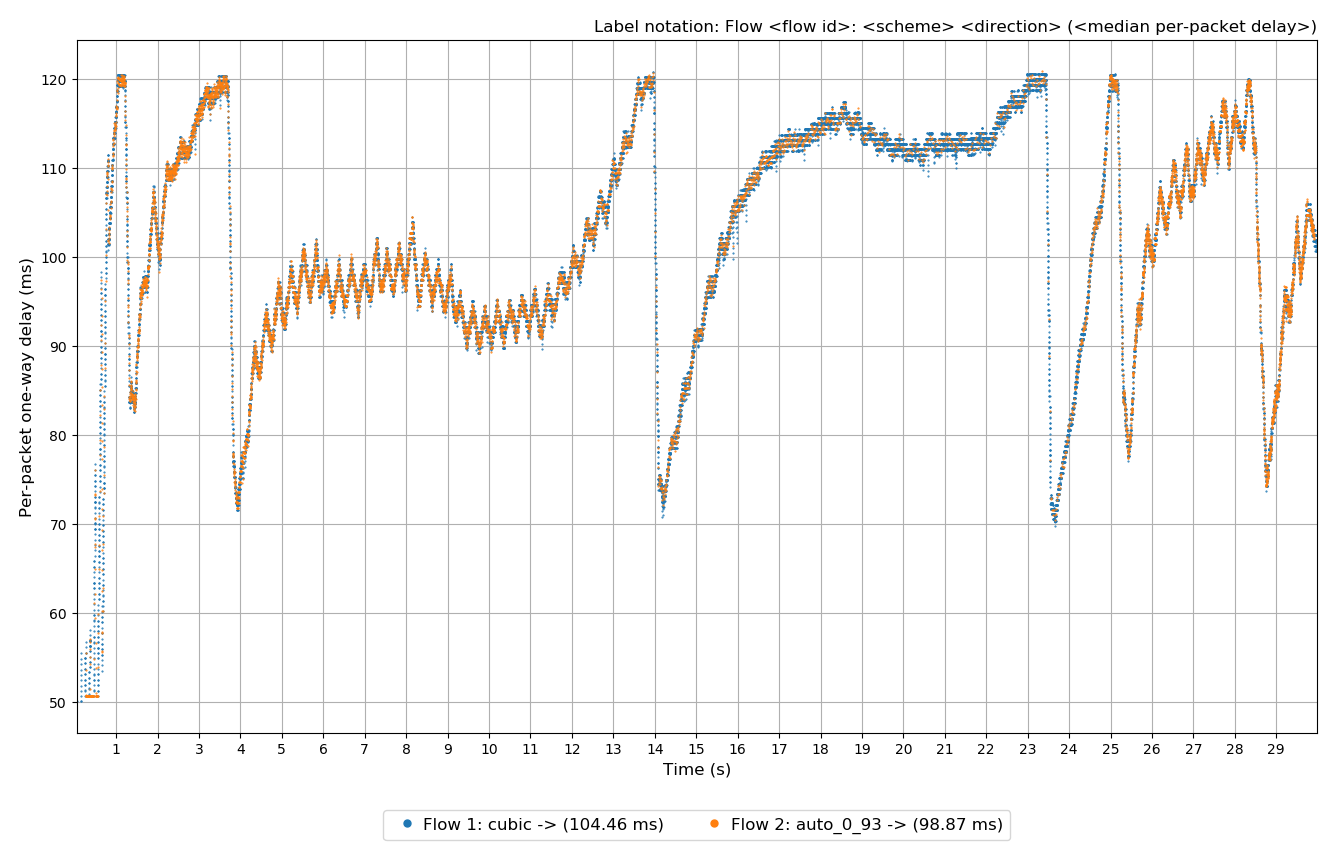 Label notation: Flow <flow id>: <scheme> <direction> (<median per-packet delay>)
120
110
100
90
80
70
60
50
Per-packet one-way delay (ms)
1 2 3 4 5 6 7 8 9 10 11 12 13 14 15 16 17 18 19 20 21 22 23 24 25 26 27 28 29
Time (s)
Flow 1: cubic -> (104.46 ms) Flow 2: auto_0_93 -> (98.87 ms)